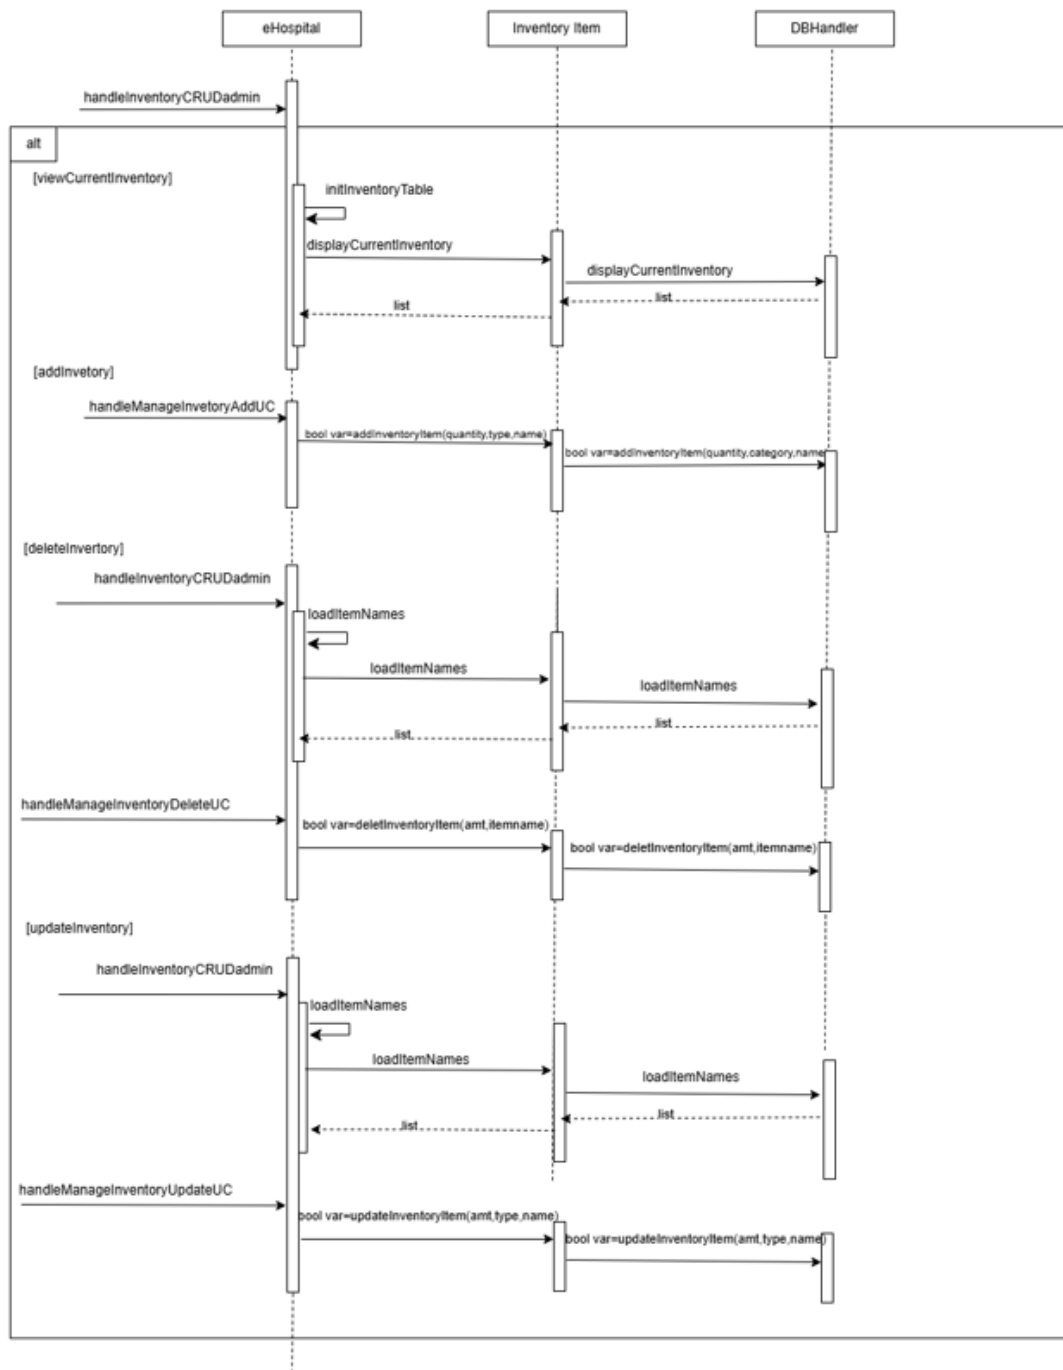 eHospital
Inventory Item
DBHandler
handleInventoryCRUDadmin
alt
[viewCurrentInventory]
initInventoryTable
displayCurrentInventory
displayCurrentInventory
list
list
[addInvetory]
handleManageInvetoryAddUC
bool var=addInventoryItem(quantity,type,name)
bool var=addInventoryItem(quantity,category,name
[deleteInvertory]
handleInventoryCRUDadmin
loadItemNames
loadItemNames
loadItemNames
list
list
handleManageInventoryDeleteUC
bool var=deletInventoryItem(amt,itemname)
bool var=deletInventoryItem(amt,itemname)
[updateInventory]
handleInventoryCRUDadmin
loadItemNames
loadItemNames
loadItemNames
list
list
handleManageInventoryUpdateUC
bool var=updateInventoryItem(amt,type,name)
bool var=updateInventoryItem(amt,type,name)